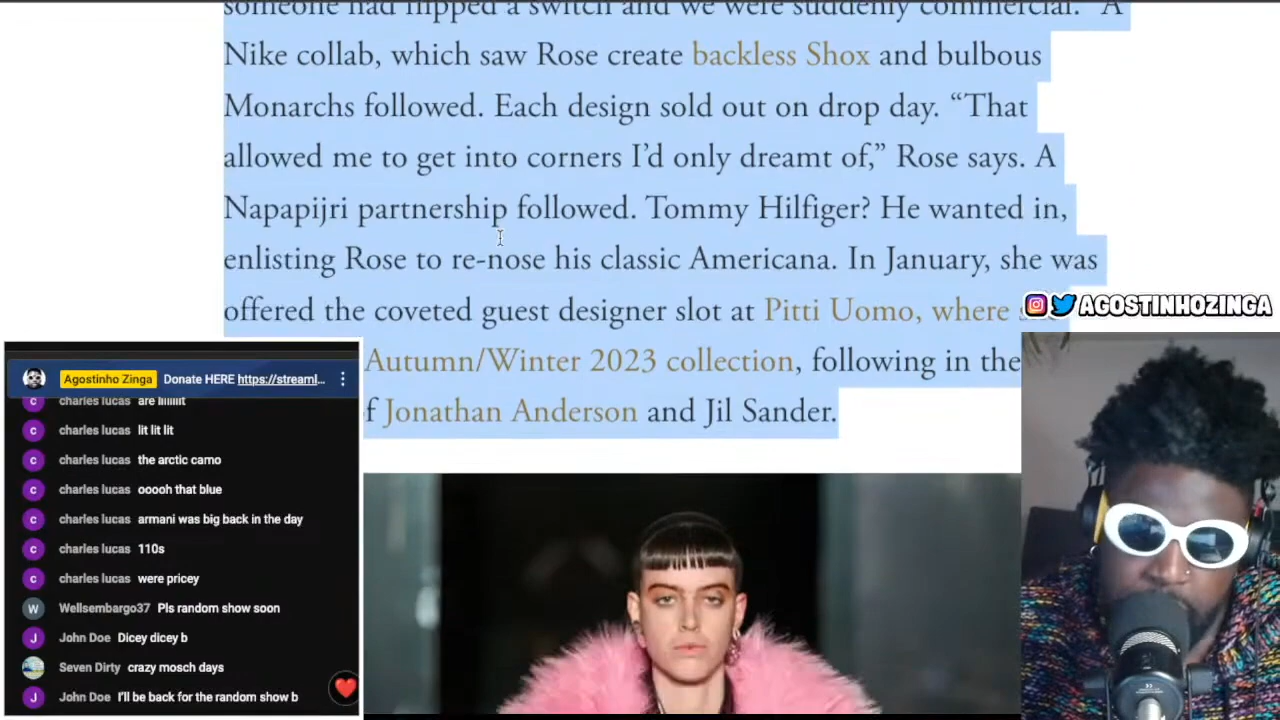 someone had flipped a switch and we were suddenly commercial.” A
Nike collab, which saw Rose create backless Shox and bulbous
Monarchs followed. Each design sold out on drop day. “That
allowed me to get into corners I’d only dreamt of,” Rose says. A
Napapijri partnership followed. Tommy Hilfiger? He wanted in,
enlisting Rose to re-nose his classic Americana. In January, she was
offered the coveted guest designer slot at Pitti Uomo, where
Autumn/Winter 2023 collection, following in the
Jonathan Anderson and Jil Sander.
AGOSTINHOZINGA
Agostinho Zinga Donate HERE https://streaml...
charles lucas are liiiiiit
charles lucas lit lit lit
charles lucas the arctic camo
charles lucas ooooh that blue
charles lucas armani was big back in the day
charles lucas 110s
charles lucas were pricey
Wellsembargo37 Pls random show soon
John Doe Dicey dicey b
Seven Dirty crazy mosch days
John Doe I’ll be back for the random show b